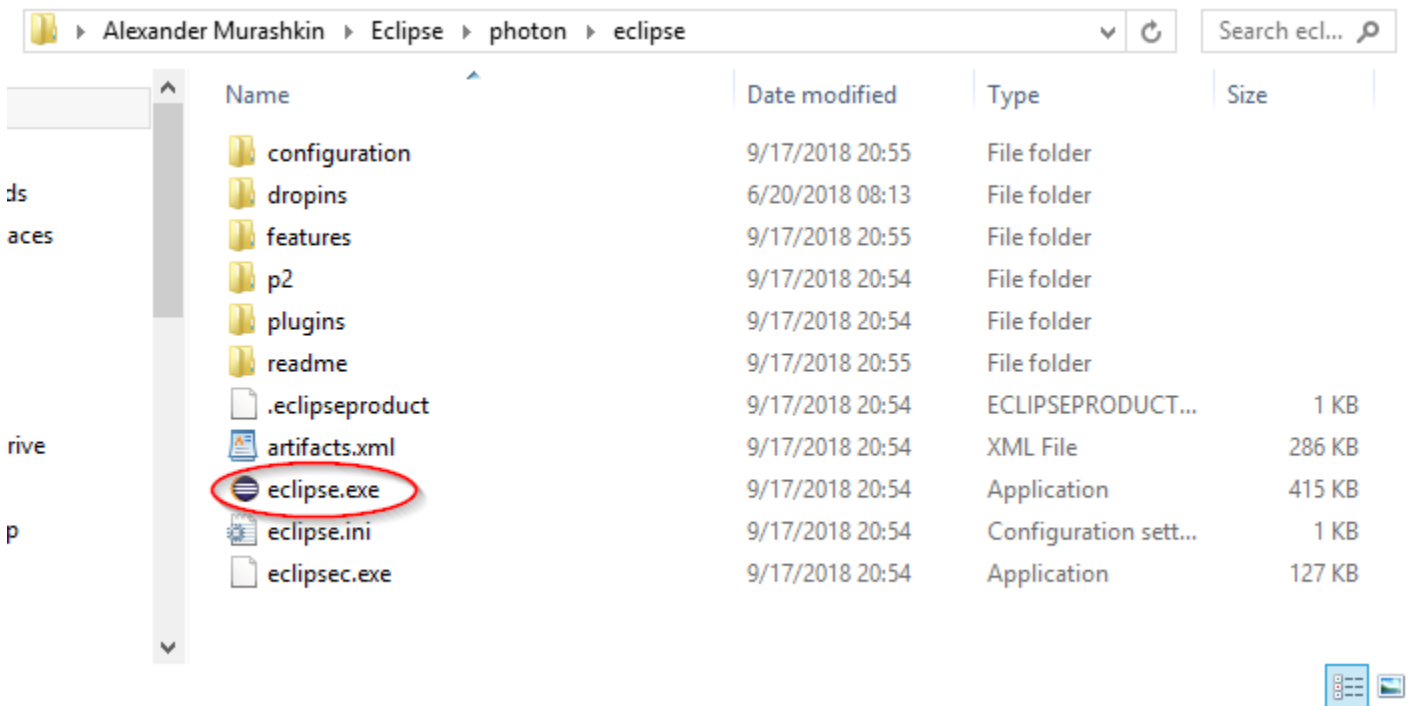 Alexander Murashkin Eclipse photon eclipse Search ecl...
Name Date modified Type Size
configuration 9/17/2018 20:55 File folder
ds dropins 6/20/2018 08:13 File folder
aces features 9/17/2018 20:55 File folder
p2 9/17/2018 20:54 File folder
plugins 9/17/2018 20:54 File folder
readme 9/17/2018 20:55 File folder
.eclipseproduct 9/17/2018 20:54 ECLIPSEPRODUCT... 1 KB
rive artifacts.xml 9/17/2018 20:54 XML File 286 KB
eclipse.exe 9/17/2018 20:54 Application 415 KB
p eclipse.ini 9/17/2018 20:54 Configuration sett... 1 KB
eclipsec.exe 9/17/2018 20:54 Application 127 KB